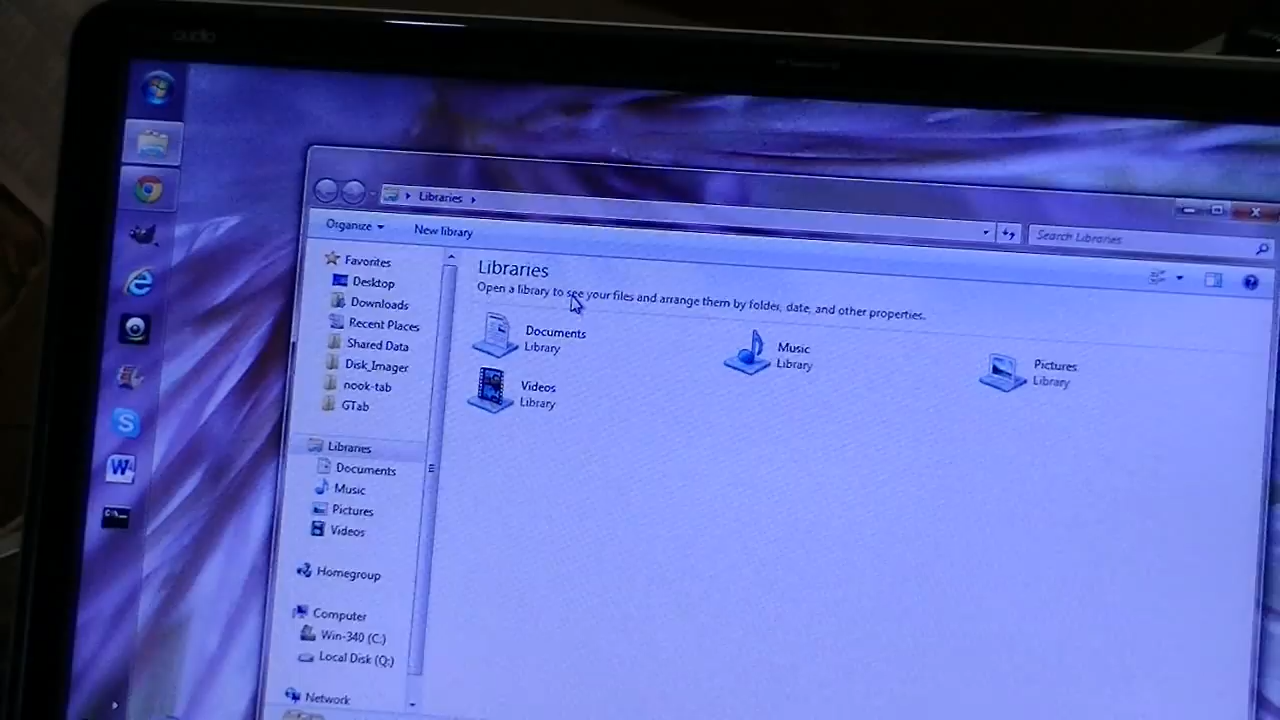 audio
Libraries
Organize
New library
Search Libraries
Favorites
Desktop
Downloads
Recent Places
Shared Data
Disk_Imager
nook-tab
GTab
Libraries
Documents
Music
Pictures
Videos
Homegroup
Computer
Win-340 (C:)
Local Disk (Q:)
Network
Libraries
Open a library to see your files and arrange them by folder, date, and other properties.
Documents
Library
Music
Library
Pictures
Library
Videos
Library